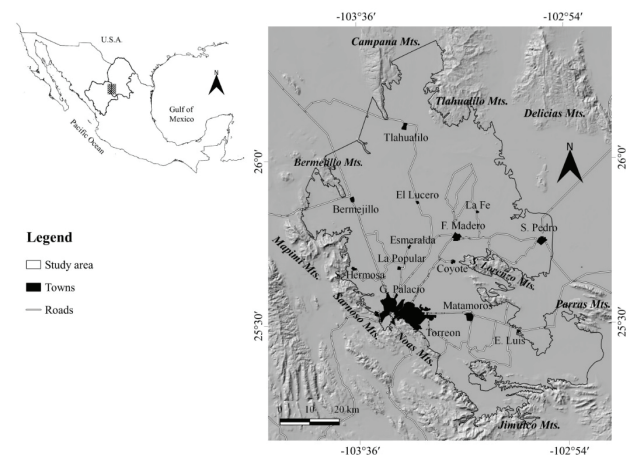 U.S.A.
N
Gulf of
Mexico
Pacific Ocean
Legend
Study area
Towns
Roads
-103°36′
-102°54′
Campana Mts.
Tlahualilo Mts.
Delicias Mts.
Tlahualilo
N
26°0′
26°0′
Bermejillo Mts.
Bermejillo
El Lucero
La Fe
F. Madero
S. Pedro
Esmeralda
La Popular
Coyote
Lorenzo Mts.
Mapimi Mts.
Hermosa
G. Palacio
Sarnoso Mts.
Matamoros
Parras Mts.
25°30′
25°30′
Noas Mts.
Torreon
E. Luis
0 10 20 km
Jimulco Mts.
-103°36′
-102°54′